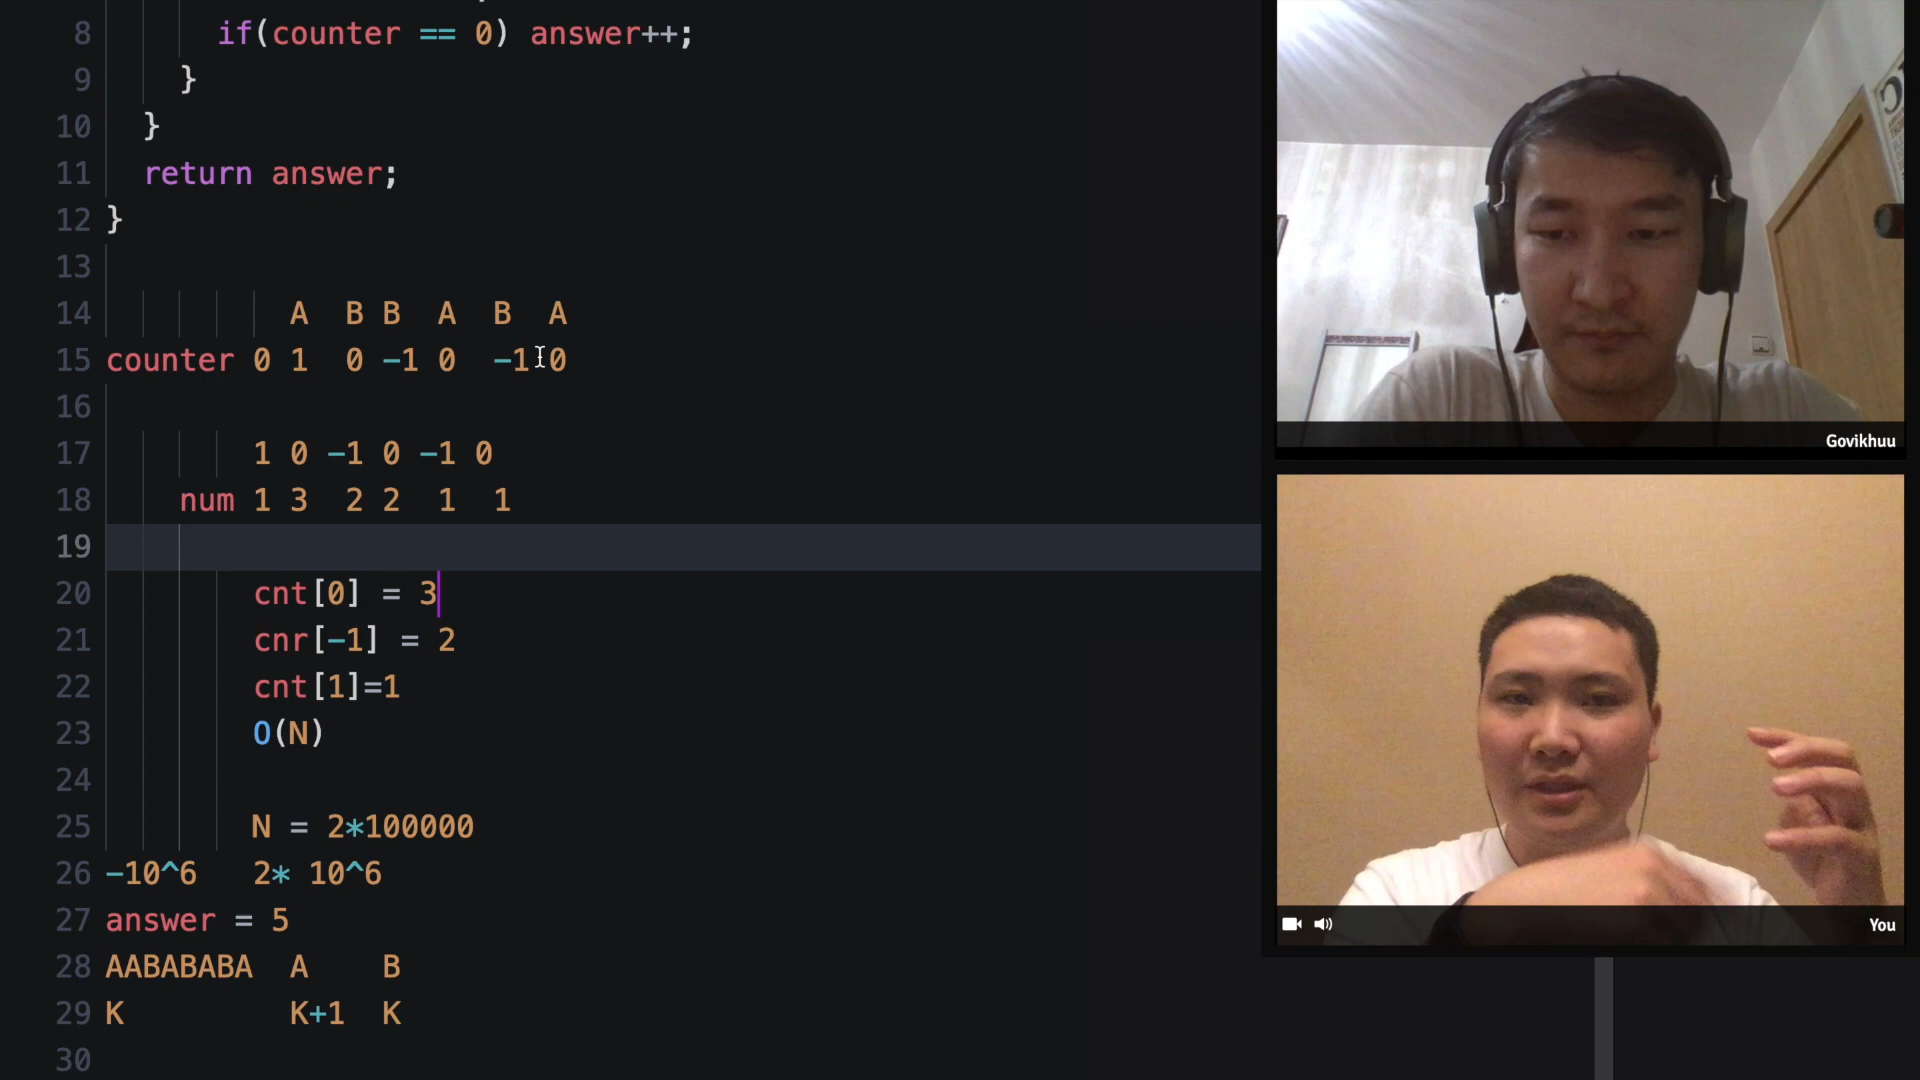 8 if(counter == 0) answer++;
9 }
10 }
11 return answer;
12 }
13
14 A B B A B A
15 counter 0 1 0 -1 0 -1 0
16
17 1 0 -1 0 -1 0
18 num 1 3 2 2 1 1
19
20 cnt[0] = 3
21 cnr[-1] = 2
22 cnt[1]=1
23 O(N)
24
25 N = 2*100000
26 -10^6 2* 10^6
27 answer = 5
28 AABABABA A B
29 K K+1 K
30
Govikhuu
You